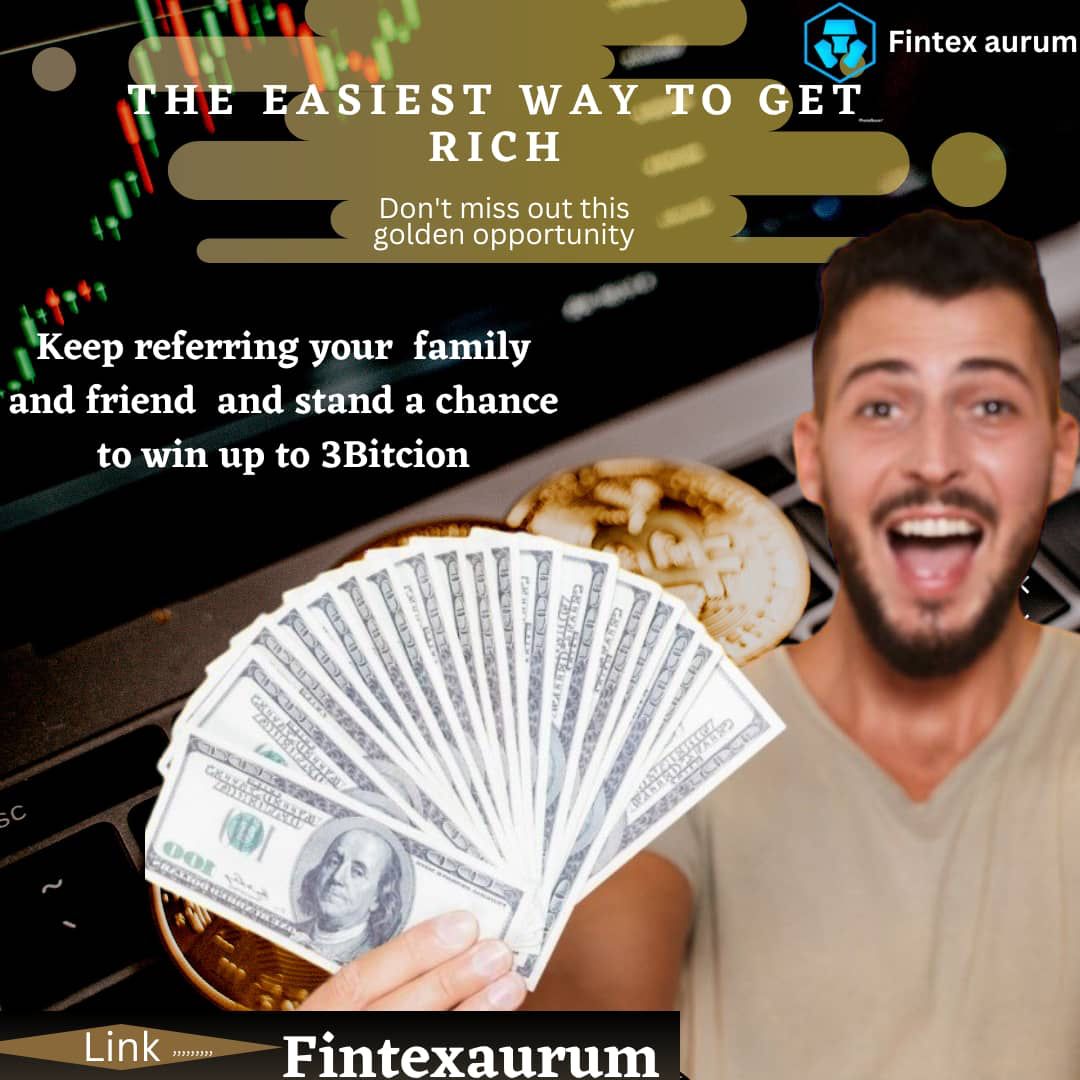 Fintex aurum
THE EASIEST WAY TO GET
RICH
Don't miss out this
golden opportunity
Keep referring your family
and friend and stand a chance
to win up to 3Bitcion
SC
Link ,,,,,,,,,
Fintexaurum